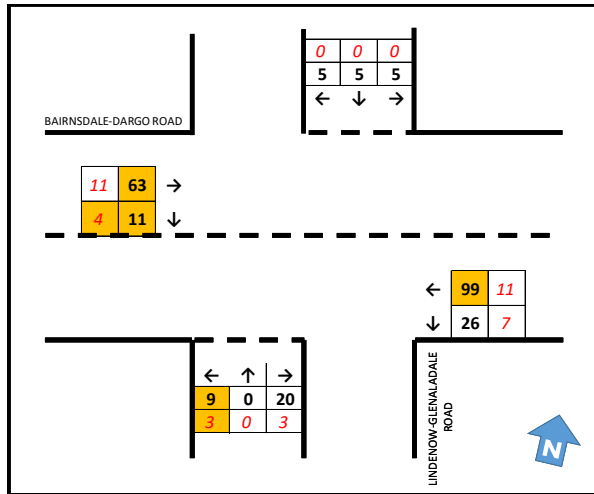 0 0 0
5 5 5
← ↓ →
BAIRNSDALE-DARGO ROAD
11 63 →
4 11 ↓
← 99 11
↓ 26 7
← ↑ →
9 0 20
3 0 3
LINDENOW-GLENALADALE
ROAD
N